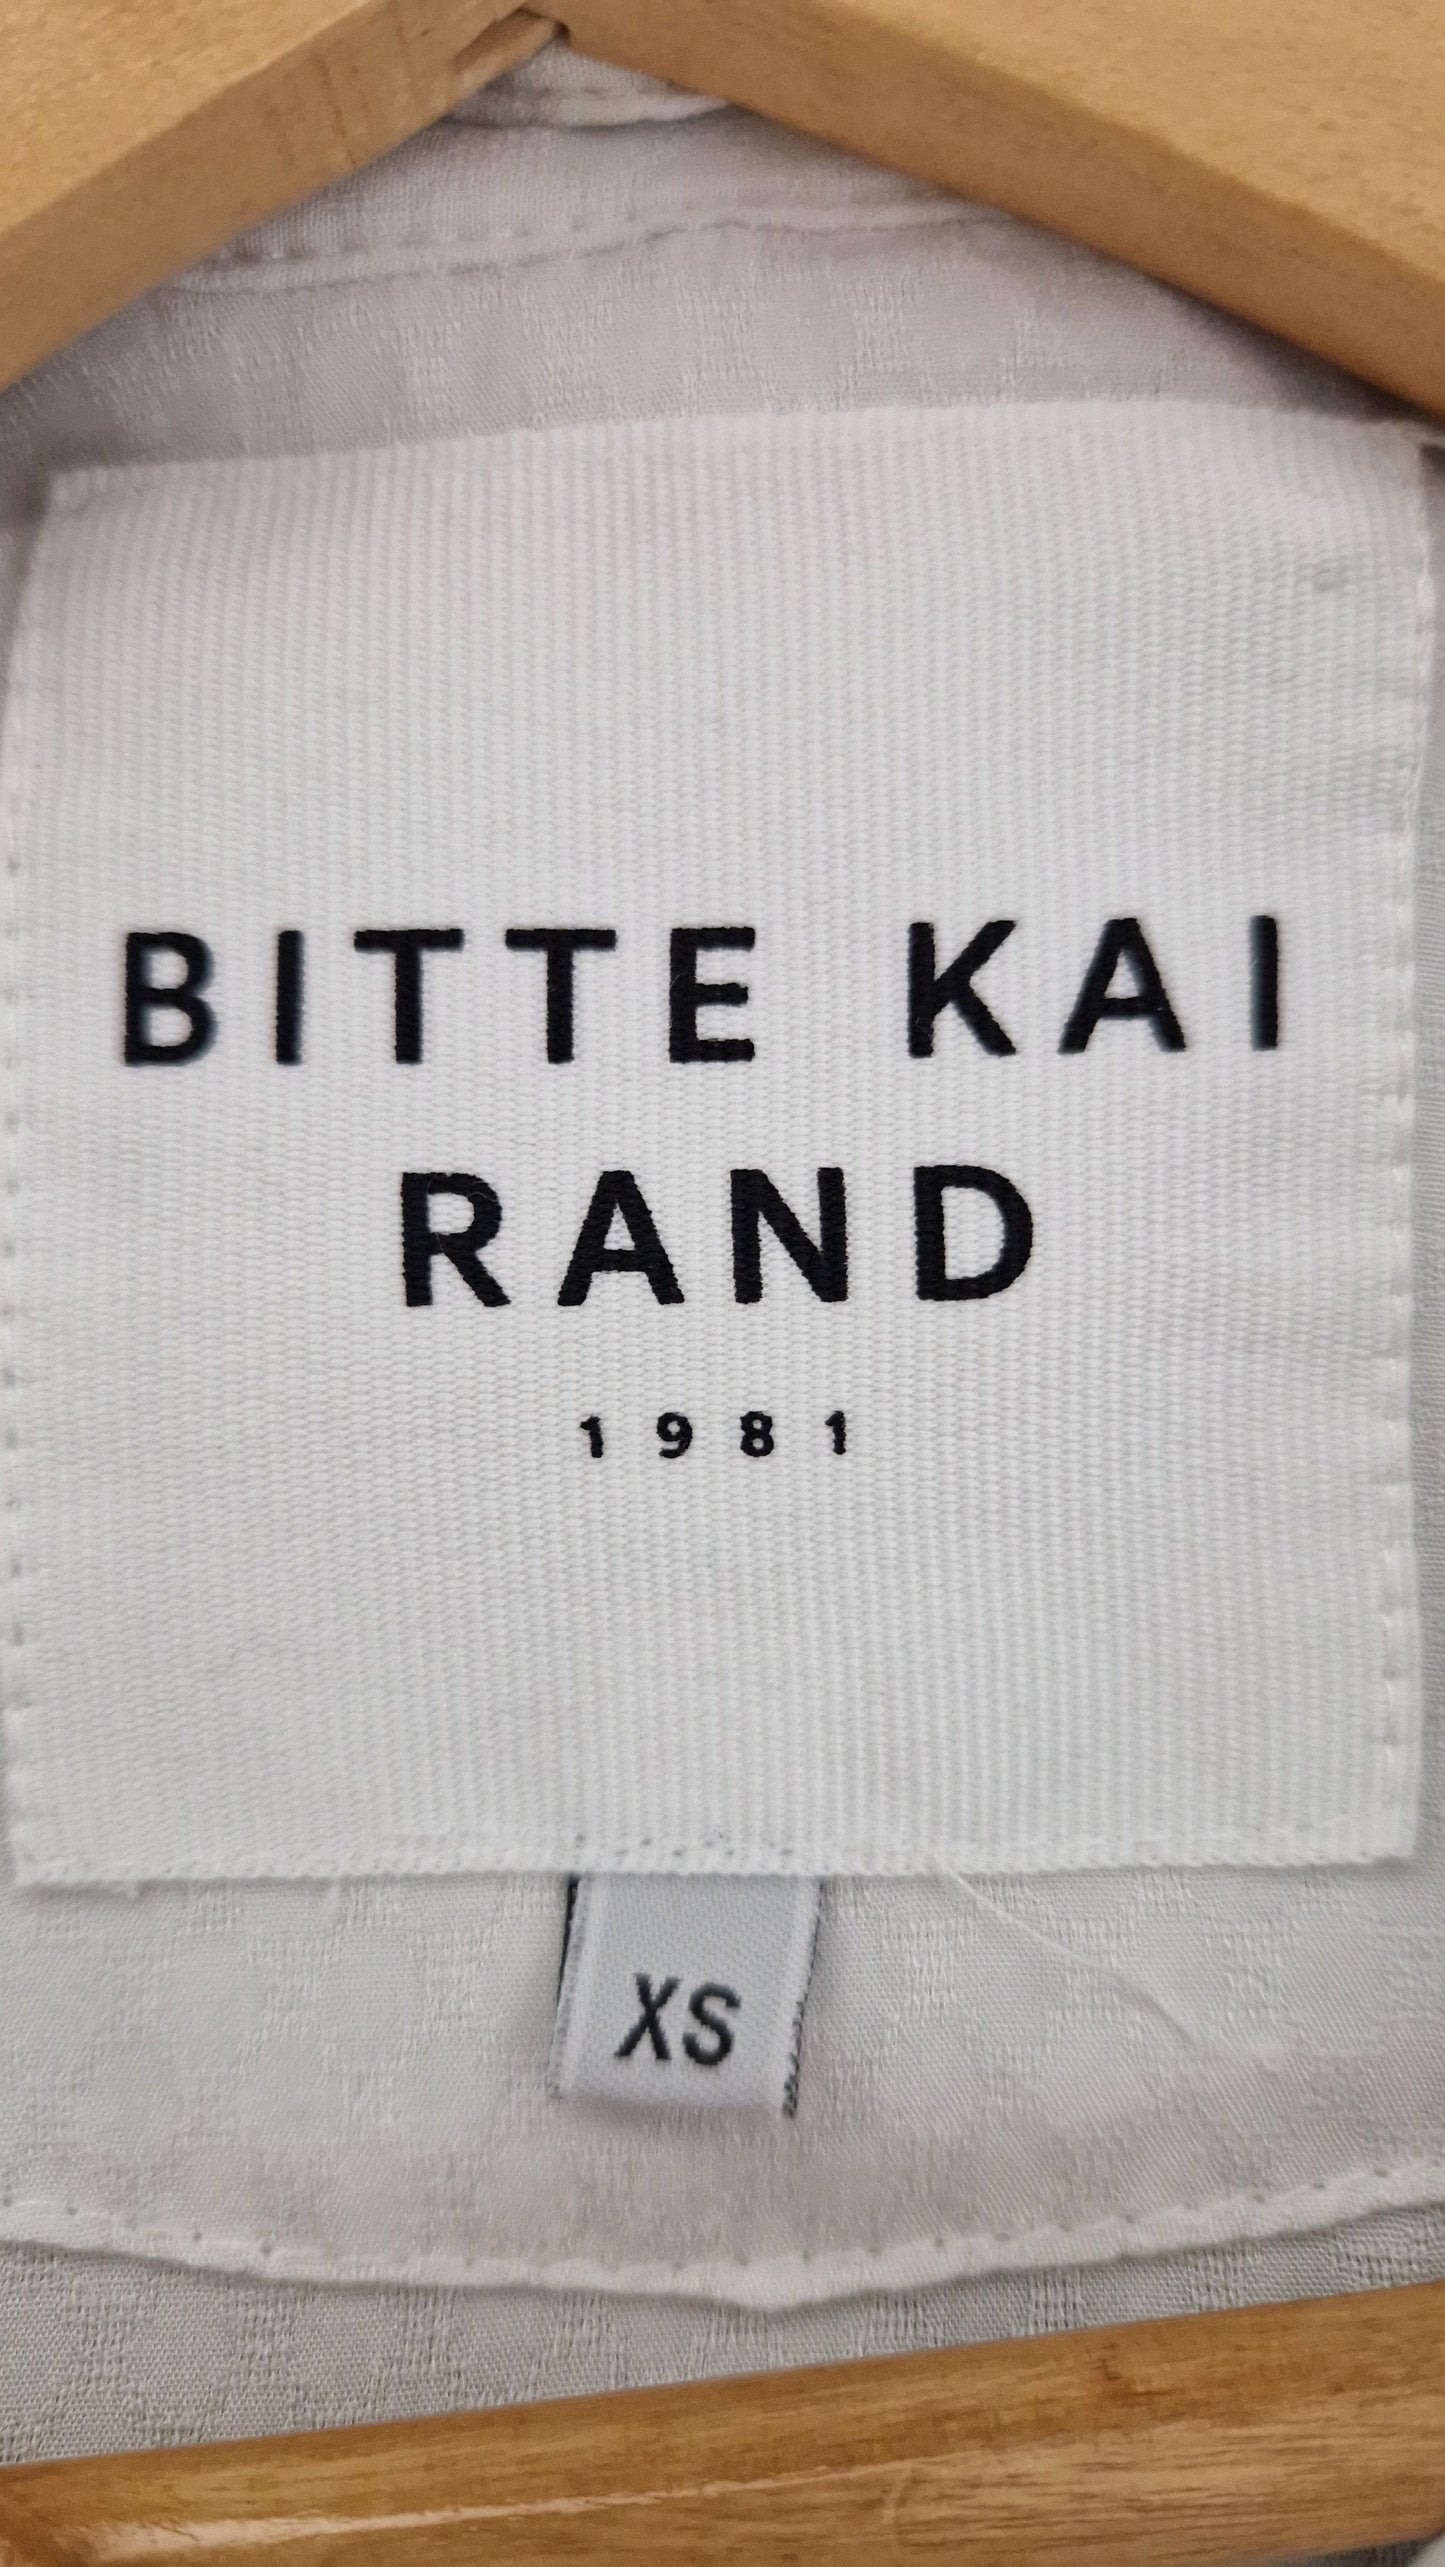 BITTE KAI
RAND
1981
XS